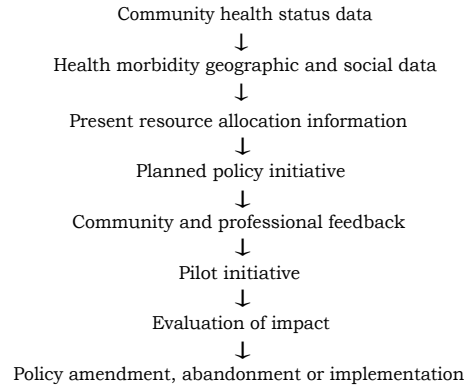 Community health status data
↓
Health morbidity geographic and social data
↓
Present resource allocation information
↓
Planned policy initiative
↓
Community and professional feedback
↓
Pilot initiative
↓
Evaluation of impact
↓
Policy amendment, abandonment or implementation